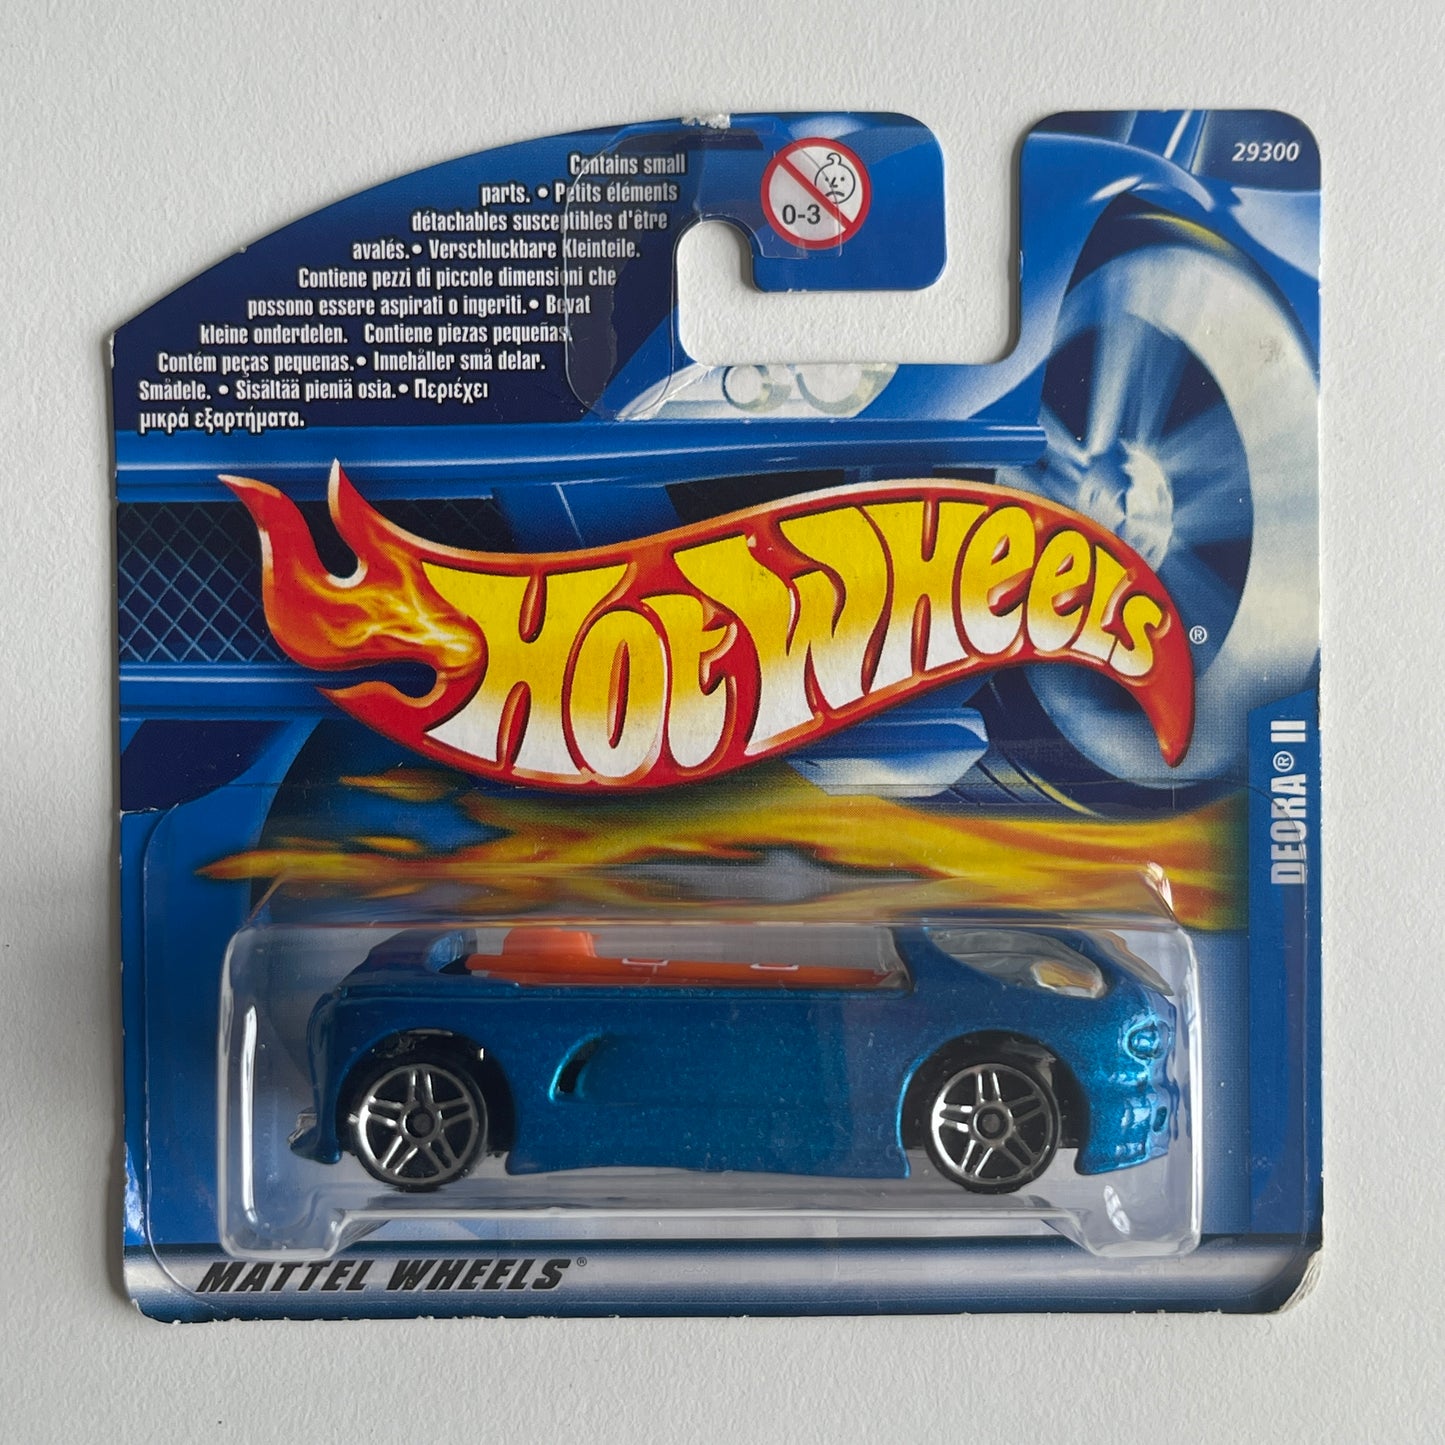 Contains small
parts. • Petits éléments
détachables susceptibles d'être
avalés. • Verschluckbare Kleinteile.
Contiene pezzi di piccole dimensioni che
possono essere aspirati o ingeriti. • Bevat
kleine onderdelen. Contiene piezas pequeñas.
Contém peças pequenas. • Innehåller små delar.
Smådele. • Sisältää pieniä osia. • Περιέχει
μικρά εξαρτήματα.
0-3
29300
HOT WHEELS®
DEORA® II
MATTEL WHEELS®